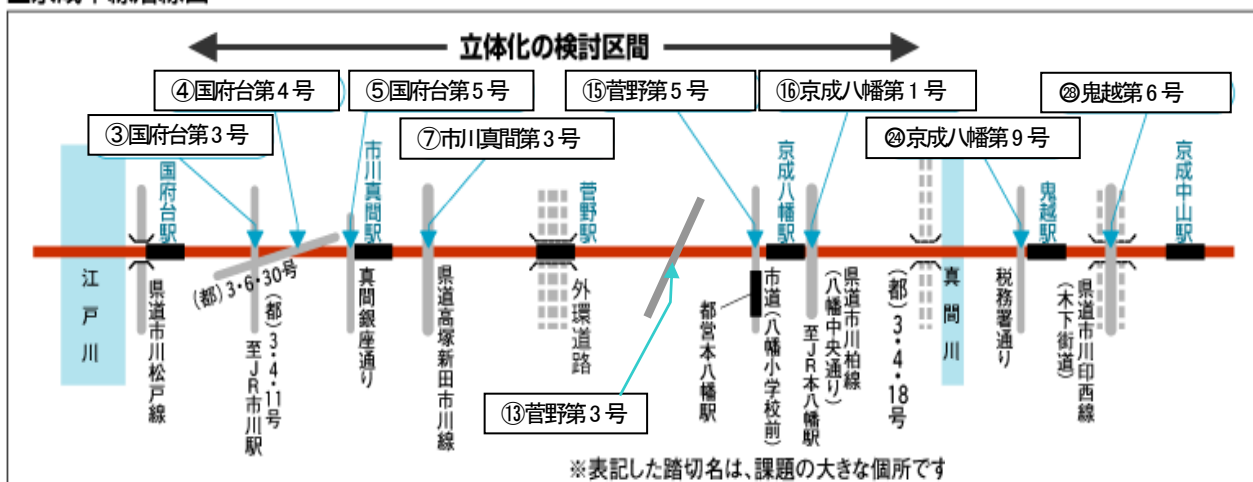 立体化の検討区間
④国府台第４号
⑤国府台第５号
⑮菅野第５号
⑯京成八幡第１号
㉘鬼越第６号
③国府台第３号
⑦市川真間第３号
㉔京成八幡第９号
国府台駅
市川真間駅
菅野駅
京成八幡駅
鬼越駅
京成中山駅
江戸川
県道市川松戸線
(都)3・6・30号
(都)3・4・11号
至JR市川駅
真間銀座通り
県道高塚新田市川線
外環道路
⑬菅野第３号
都営本八幡駅
市道(八幡小学校前)
県道市川柏線
(八幡中央通り)
至JR本八幡駅
(都)3・4・18号
真間川
税務署通り
県道市川印西線
(木下街道)
※表記した踏切名は、課題の大きな個所です